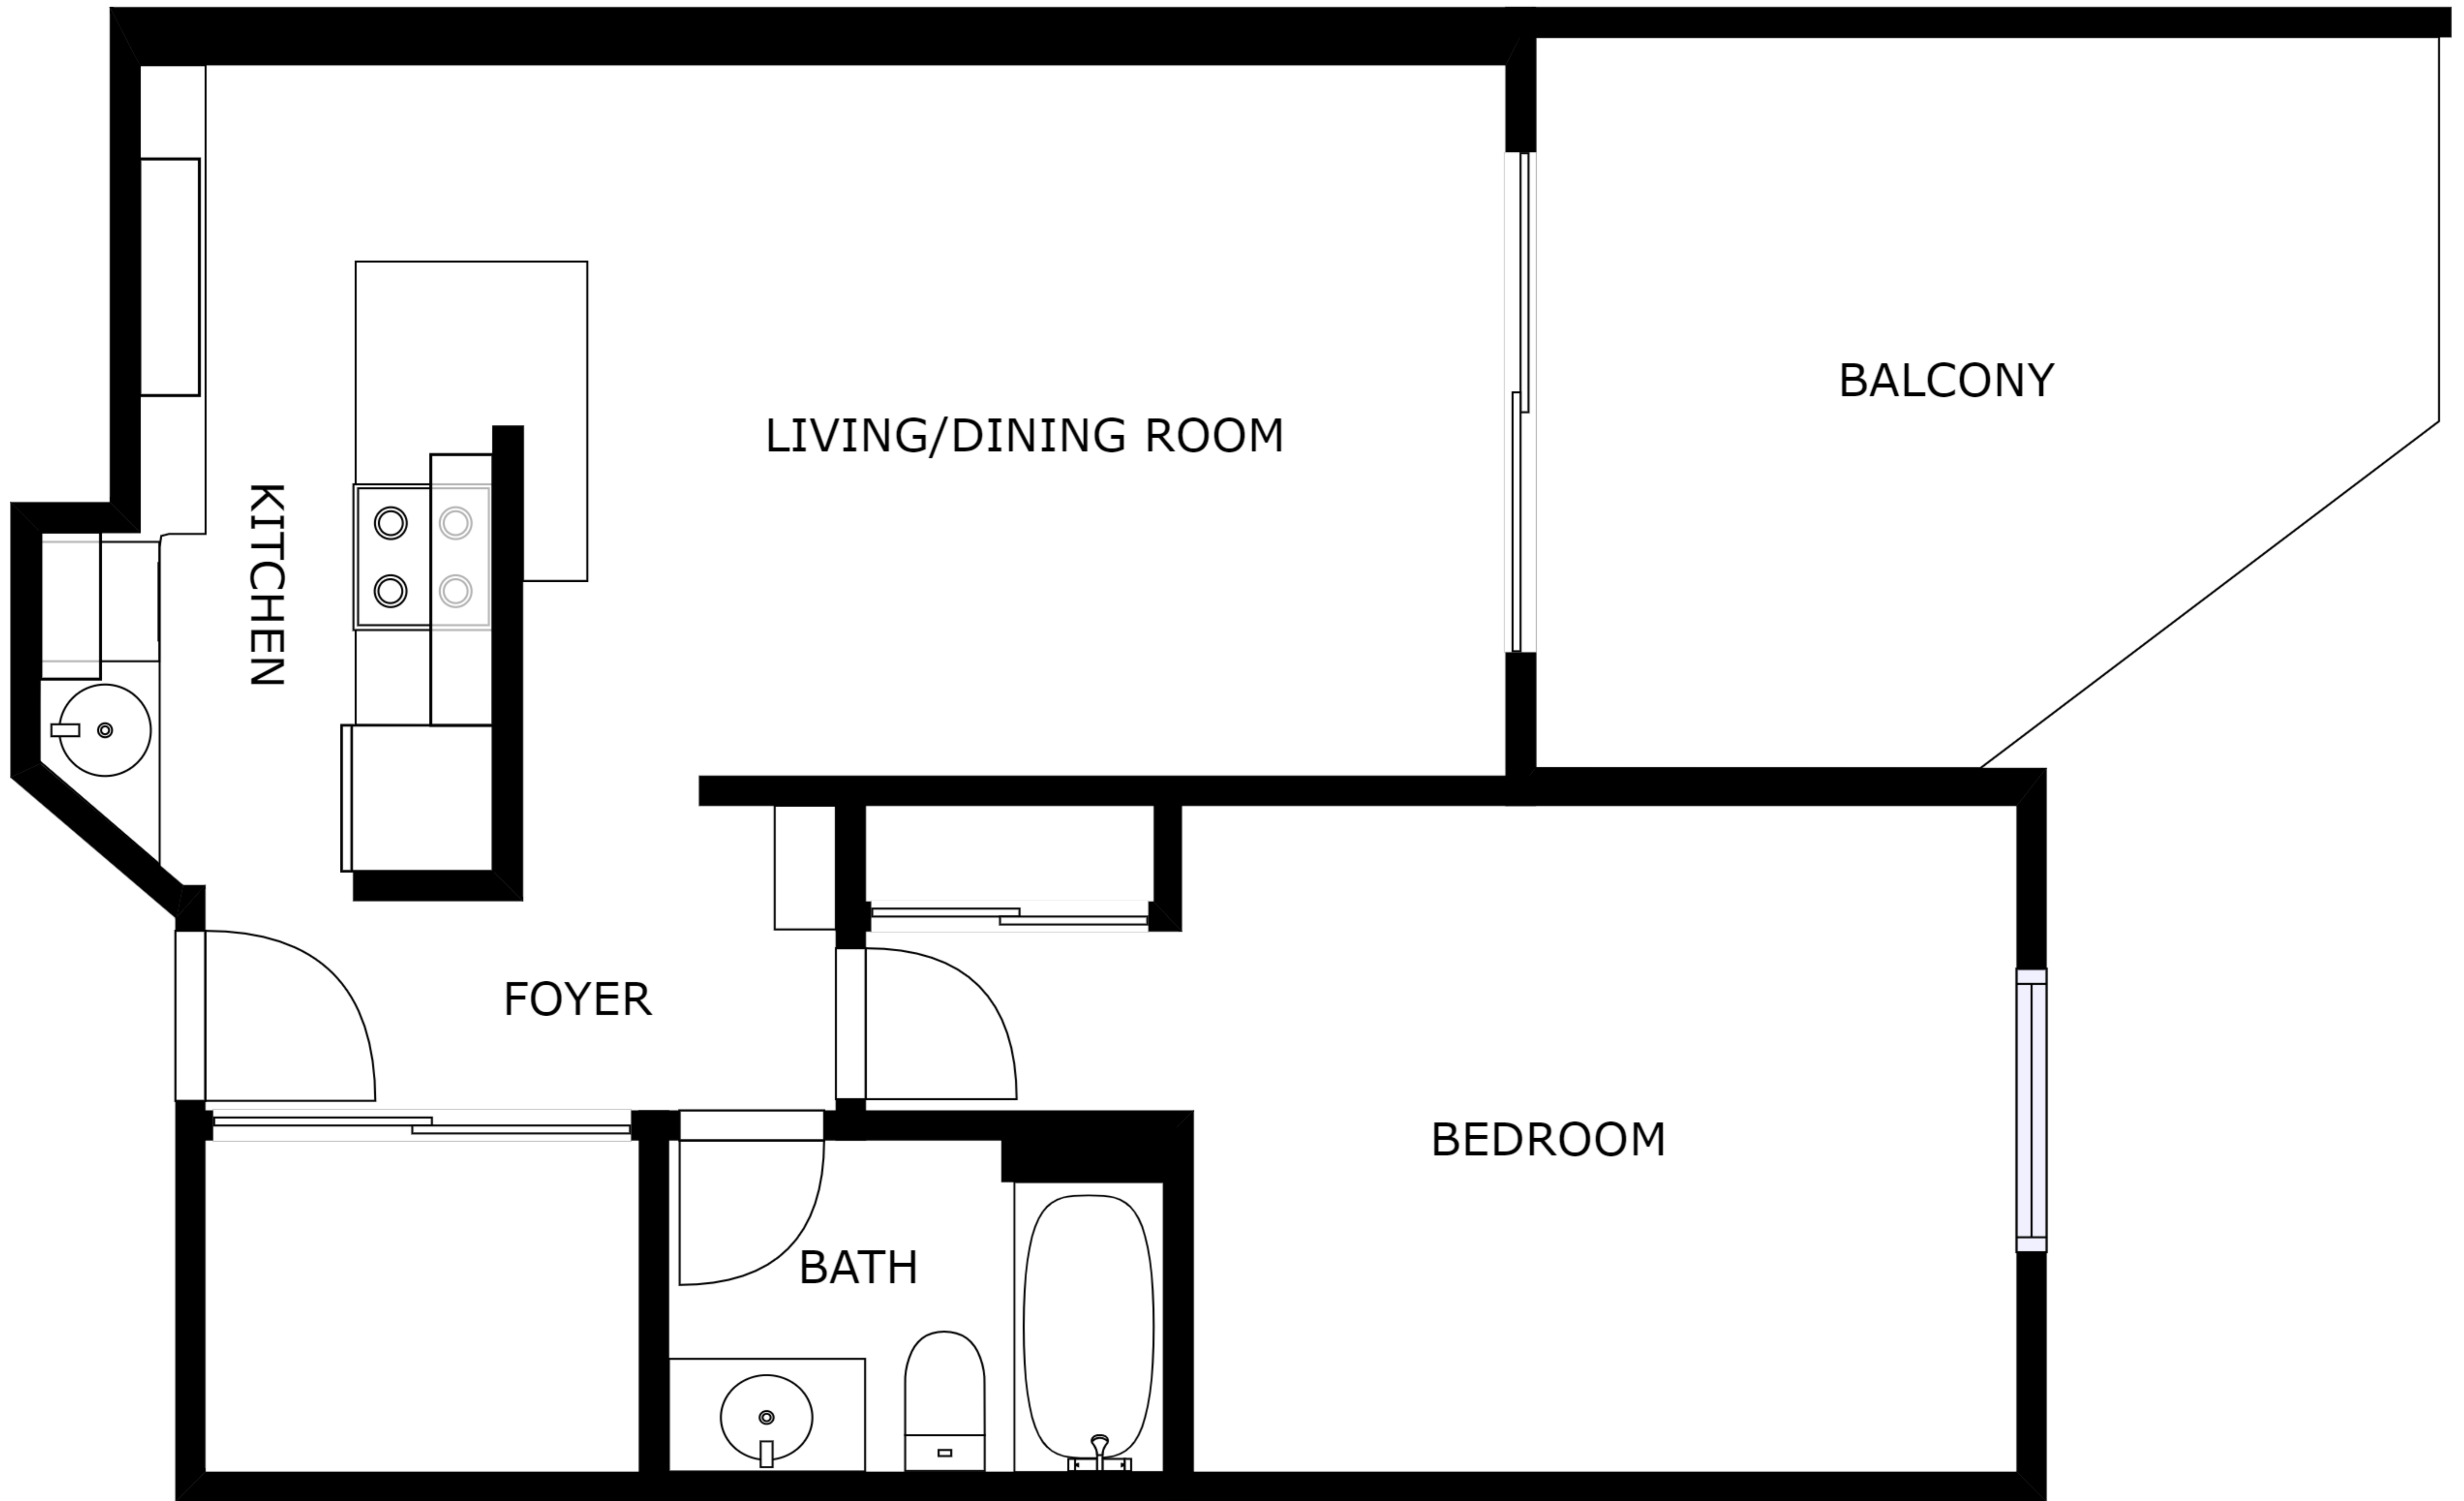 BALCONY
LIVING/DINING ROOM
KITCHEN
FOYER
BEDROOM
BATH